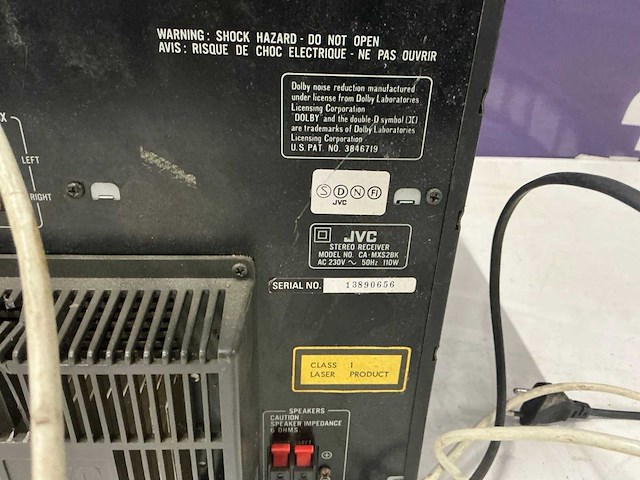 WARNING: SHOCK HAZARD - DO NOT OPEN
AVIS: RISQUE DE CHOC ELECTRIQUE - NE PAS OUVRIR
Dolby noise reduction manufactured
under license from Dolby Laboratories
Licensing Corporation
"DOLBY" and the double-D symbol
are trademarks of Dolby Laboratories
Licensing Corporation
U.S. PAT. NO. 3846719
X
LEFT
RIGHT
S D N Fi
JVC
JVC
STEREO RECEIVER
MODEL NO. CA-MXS2BK
AC 230V ~ 50Hz 110W
SERIAL NO. 13890656
CLASS 1
LASER PRODUCT
SPEAKERS
CAUTION
SPEAKER IMPEDANCE
6 OHMS